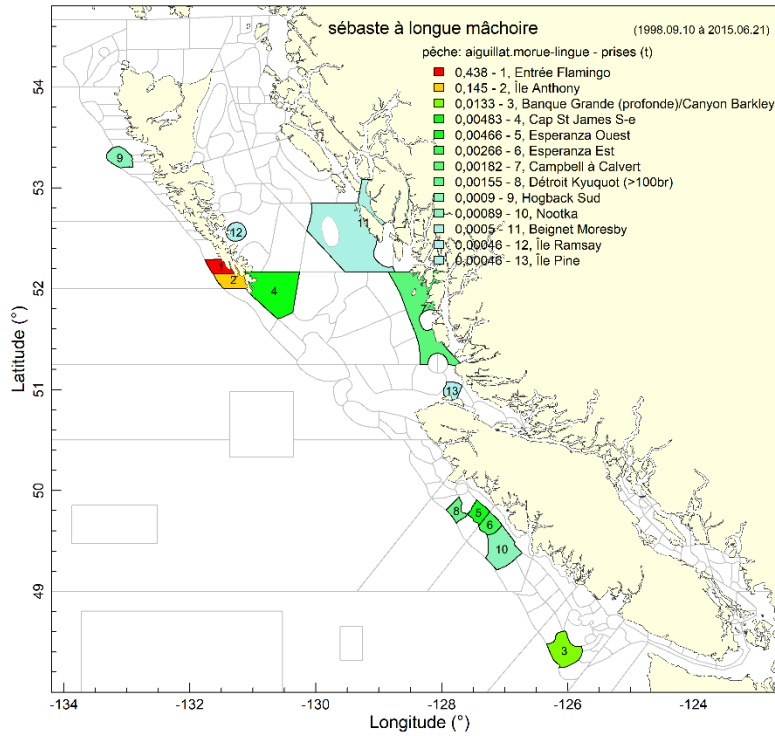 sébaste à longue mâchoire
(1998.09.10 à 2015.06.21)
pêche: aiguillat.morue-lingue - prises (t)
0,438 - 1, Entrée Flamingo
0,145 - 2, Île Anthony
0,0133 - 3, Banque Grande (profonde)/Canyon Barkley
0,00483 - 4, Cap St James S-e
0,00466 - 5, Esperanza Ouest
0,00266 - 6, Esperanza Est
0,00182 - 7, Campbell à Calvert
0,00155 - 8, Détroit Kyuquot (>100br)
0,0009 - 9, Hogback Sud
0,00089 - 10, Nootka
0,0005 - 11, Beignet Moresby
0,00046 - 12, Île Ramsay
0,00046 - 13, Île Pine
54
53
52
51
50
49
Latitude (°)
9
11
12
1
2
4
7
13
8
5
6
10
3
-134
-132
-130
-128
-126
-124
Longitude (°)